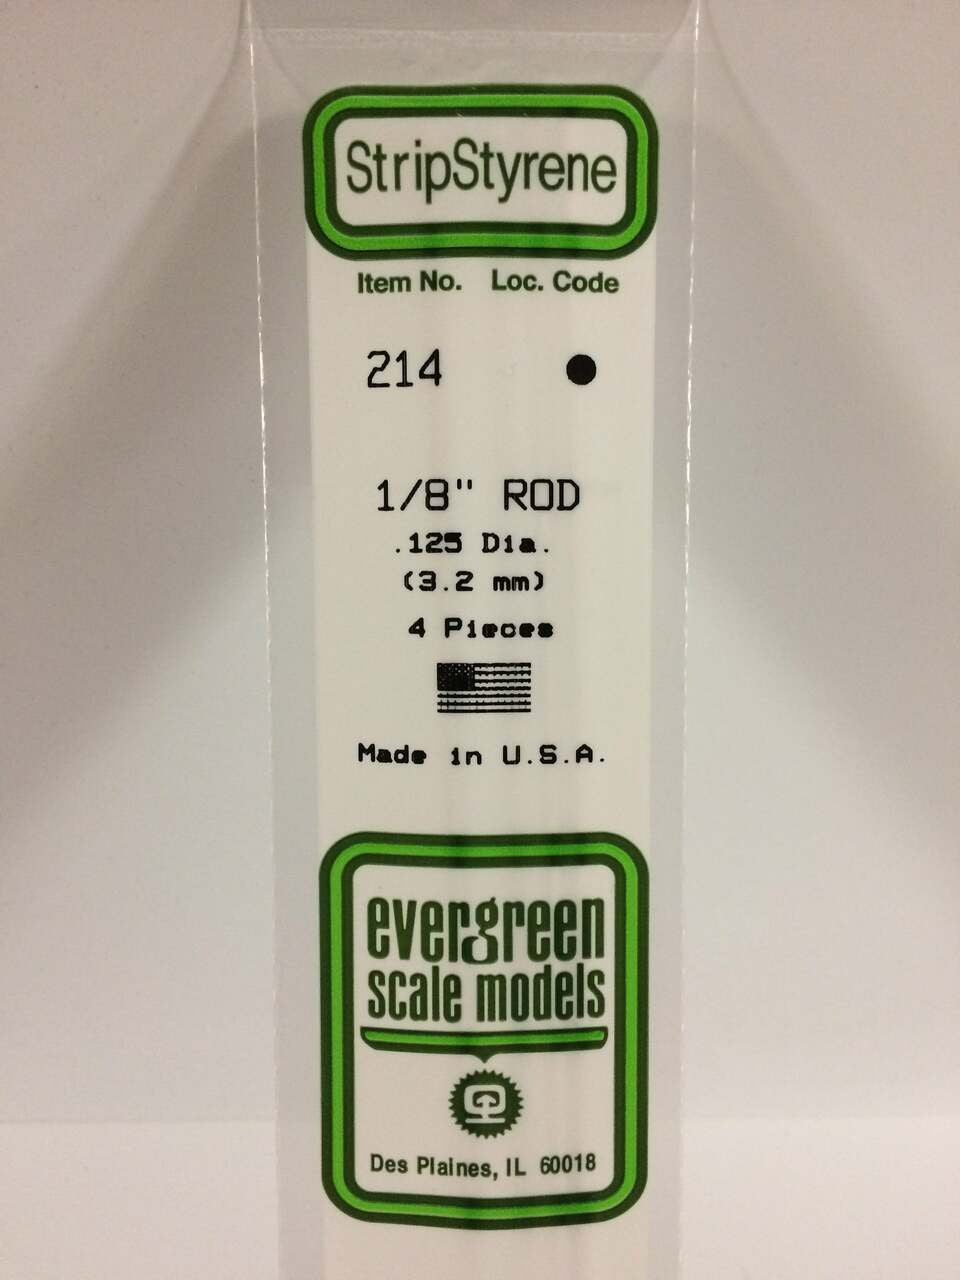 StripStyrene
Item No. Loc. Code
214 ●
1/8" ROD
.125 Dia.
(3.2 mm)
4 Pieces
Made in U.S.A.
evergreen
scale models
Des Plaines, IL 60018